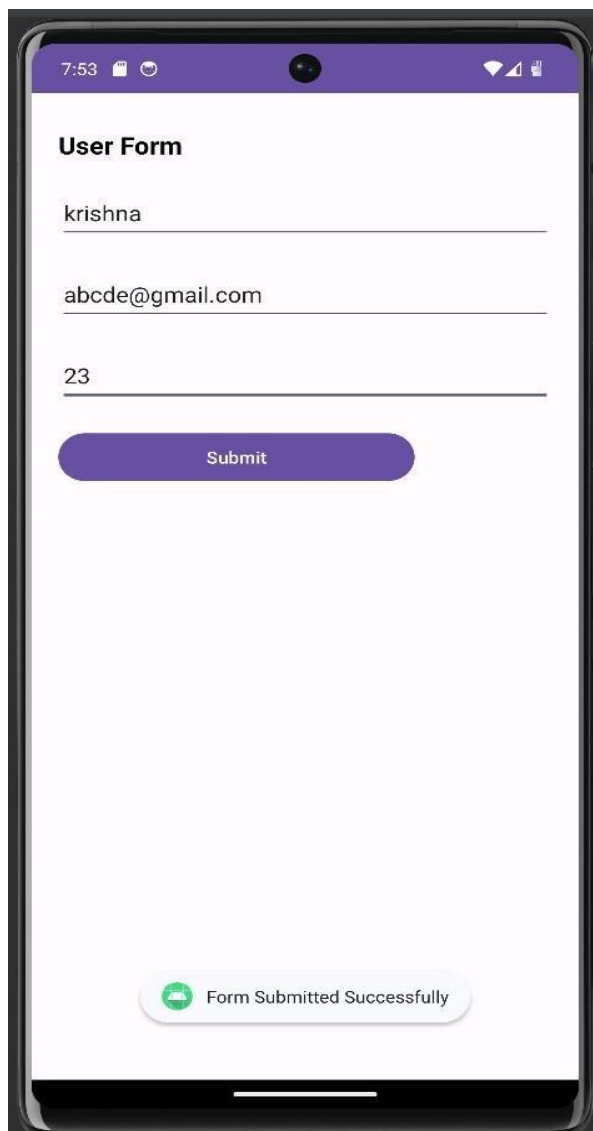 7:53
User Form
krishna
abcde@gmail.com
23
Submit
Form Submitted Successfully